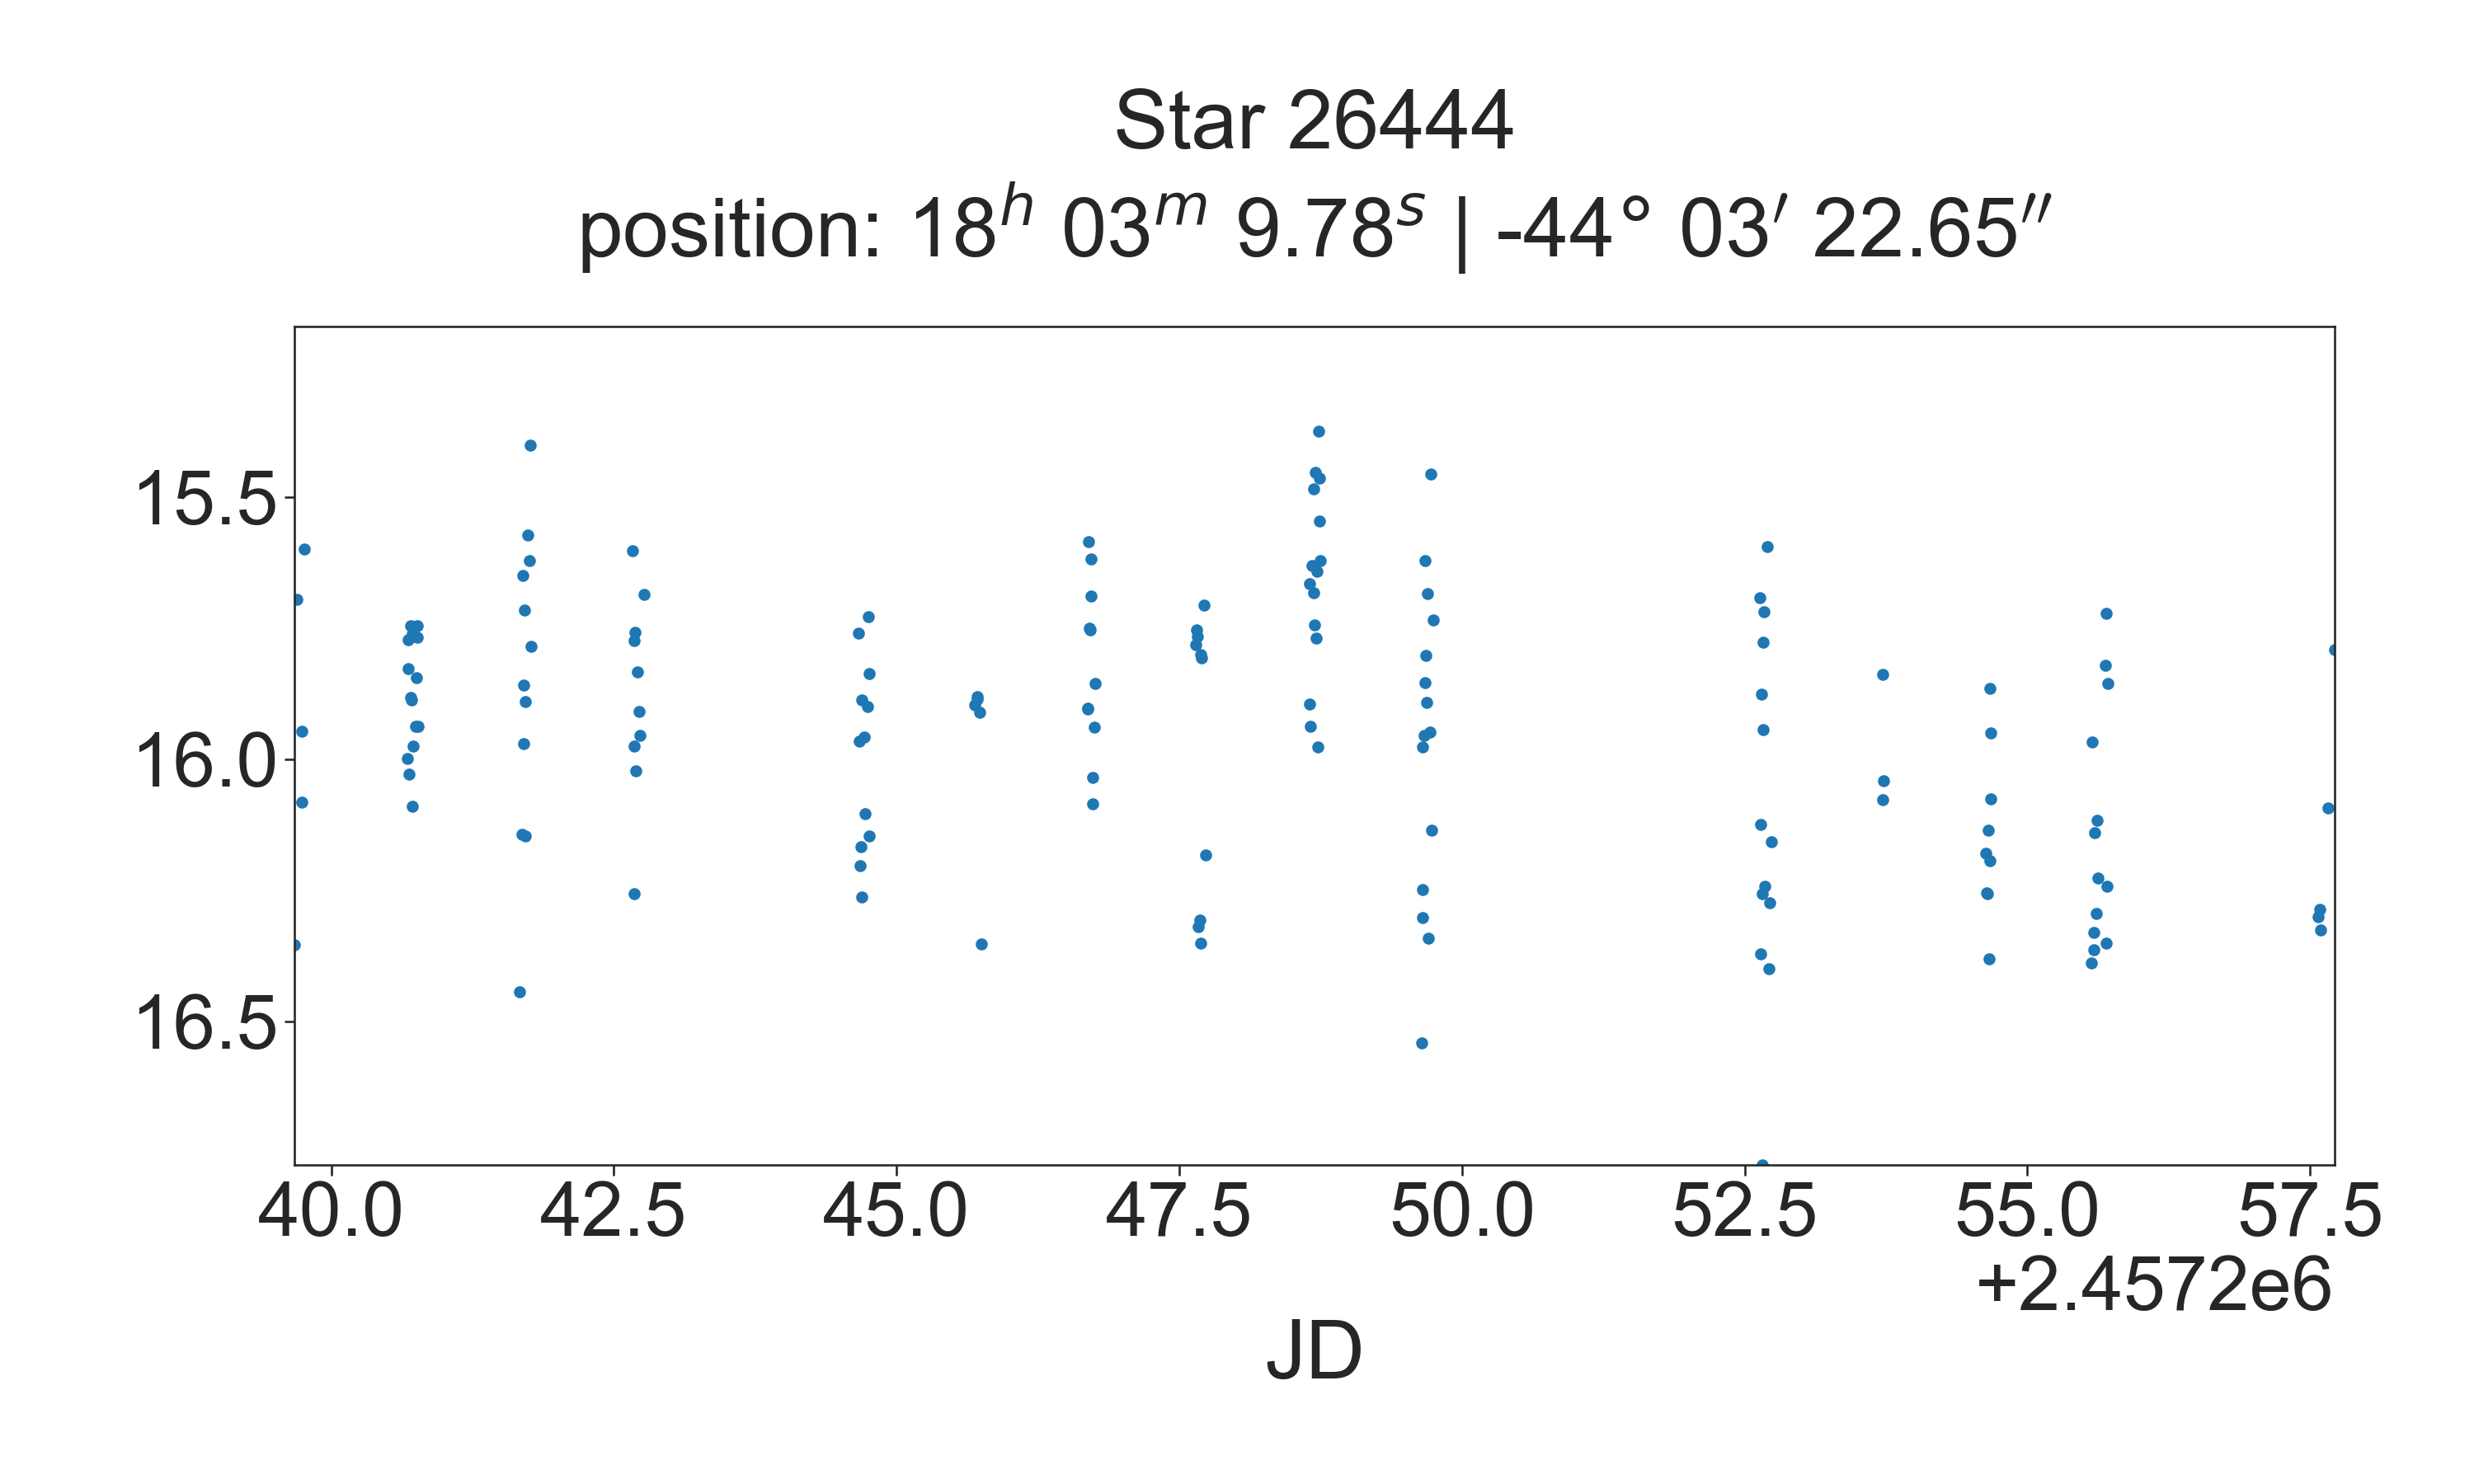 Star 26444
position: 18ʰ 03ᵐ 9.78ˢ | -44° 03′ 22.65′′
15.5
16.0
16.5
40.0 42.5 45.0 47.5 50.0 52.5 55.0 57.5
+2.4572e6
JD